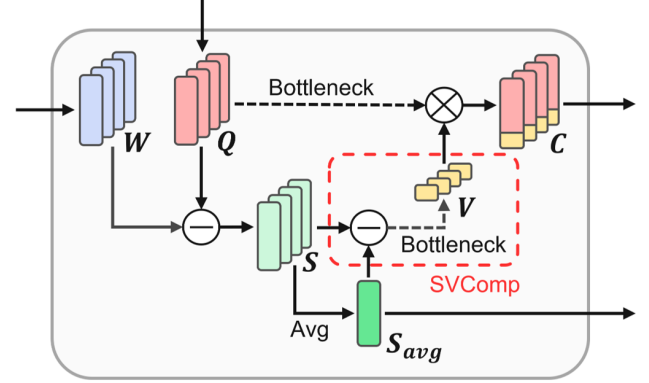 Bottleneck
W
Q
C
V
S
Bottleneck
SVComp
Avg
S_avg